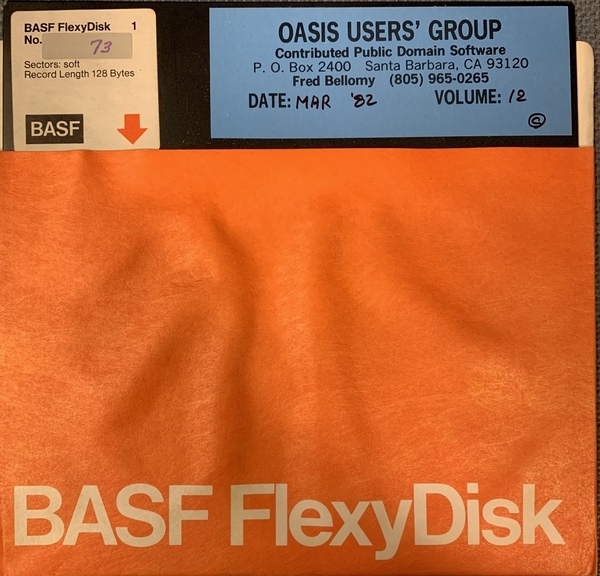 BASF FlexyDisk 1
No. 73
Sectors: soft
Record Length 128 Bytes
BASF
OASIS USERS' GROUP
Contributed Public Domain Software
P. O. Box 2400 Santa Barbara, CA 93120
Fred Bellomy (805) 965-0265
DATE: MAR '82 VOLUME: 12
BASF FlexyDisk